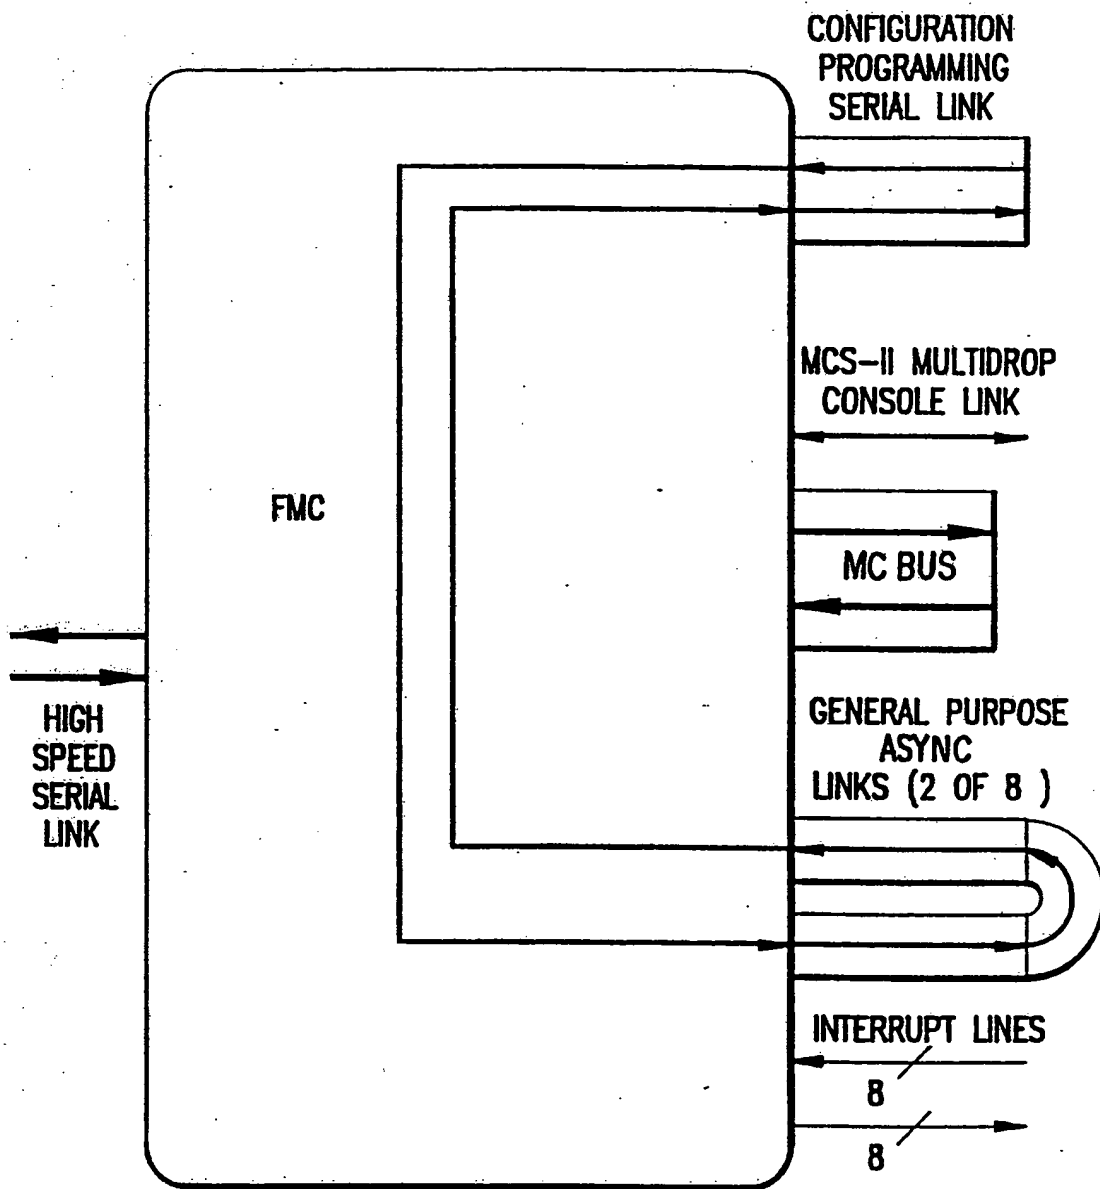 CONFIGURATION
PROGRAMMING
SERIAL LINK
MCS-II MULTIDROP
CONSOLE LINK
FMC
MC BUS
HIGH
SPEED
SERIAL
LINK
GENERAL PURPOSE
ASYNC
LINKS (2 OF 8 )
INTERRUPT LINES
8
8